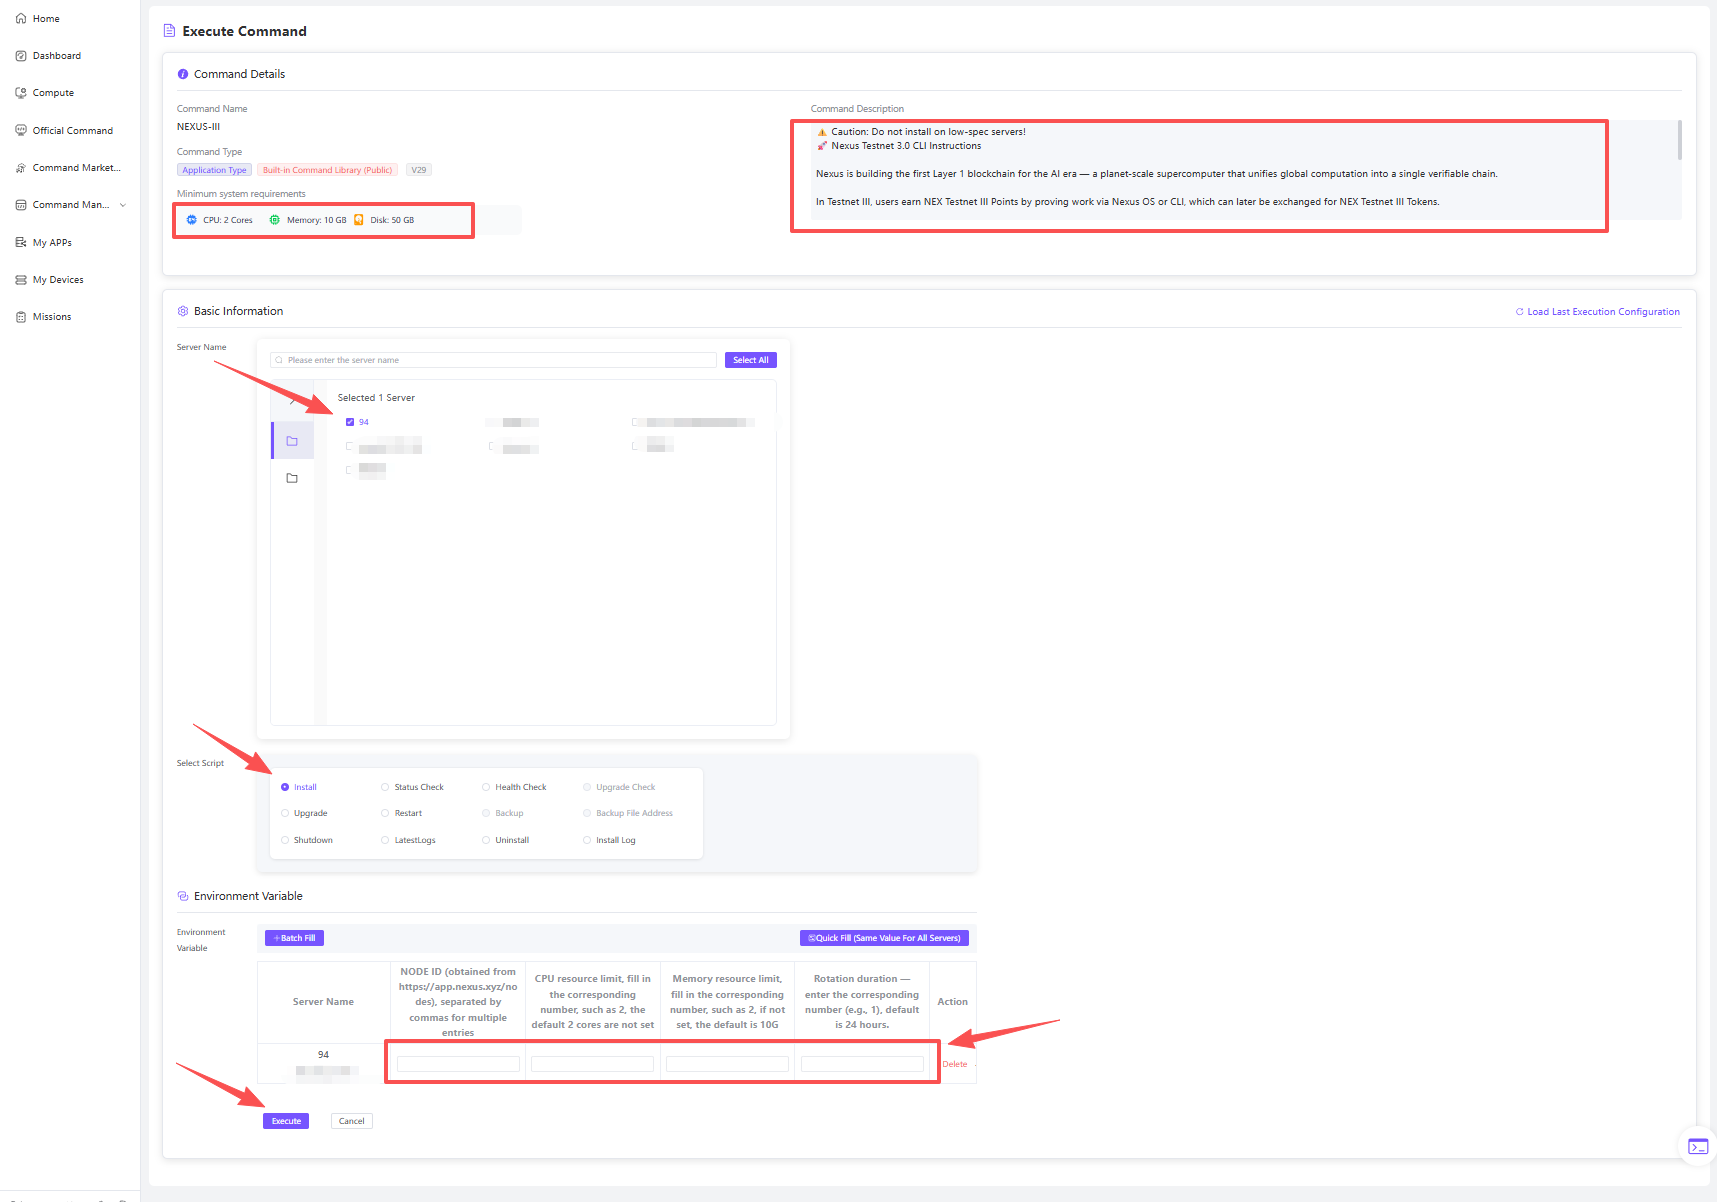 Home
Dashboard
Compute
Official Command
Command Market...
Command Man...
My APPs
My Devices
Missions
Execute Command
Command Details
Command Name
NEXUS-III
Command Type
Application Type
Built-in Command Library (Public)
V29
Minimum system requirements
CPU: 2 Cores
Memory: 10 GB
Disk: 50 GB
Command Description
⚠️ Caution: Do not install on low-spec servers!
🚀 Nexus Testnet 3.0 CLI Instructions
Nexus is building the first Layer 1 blockchain for the AI era — a planet-scale supercomputer that unifies global computation into a single verifiable chain.
In Testnet III, users earn NEX Testnet III Points by proving work via Nexus OS or CLI, which can later be exchanged for NEX Testnet III Tokens.
Basic Information
Load Last Execution Configuration
Server Name
Please enter the server name
Select All
Selected 1 Server
94
Select Script
Install
Status Check
Health Check
Upgrade Check
Upgrade
Restart
Backup
Backup File Address
Shutdown
LatestLogs
Uninstall
Install Log
Environment Variable
Environment
Variable
+Batch Fill
Quick Fill (Same Value For All Servers)
Server Name
NODE ID (obtained from
https://app.nexus.xyz/no
des), separated by
commas for multiple
entries
CPU resource limit, fill in
the corresponding
number, such as 2, the
default 2 cores are not set
Memory resource limit,
fill in the corresponding
number, such as 2, if not
set, the default is 10G
Rotation duration —
enter the corresponding
number (e.g., 1), default
is 24 hours.
Action
94
Delete
Execute
Cancel